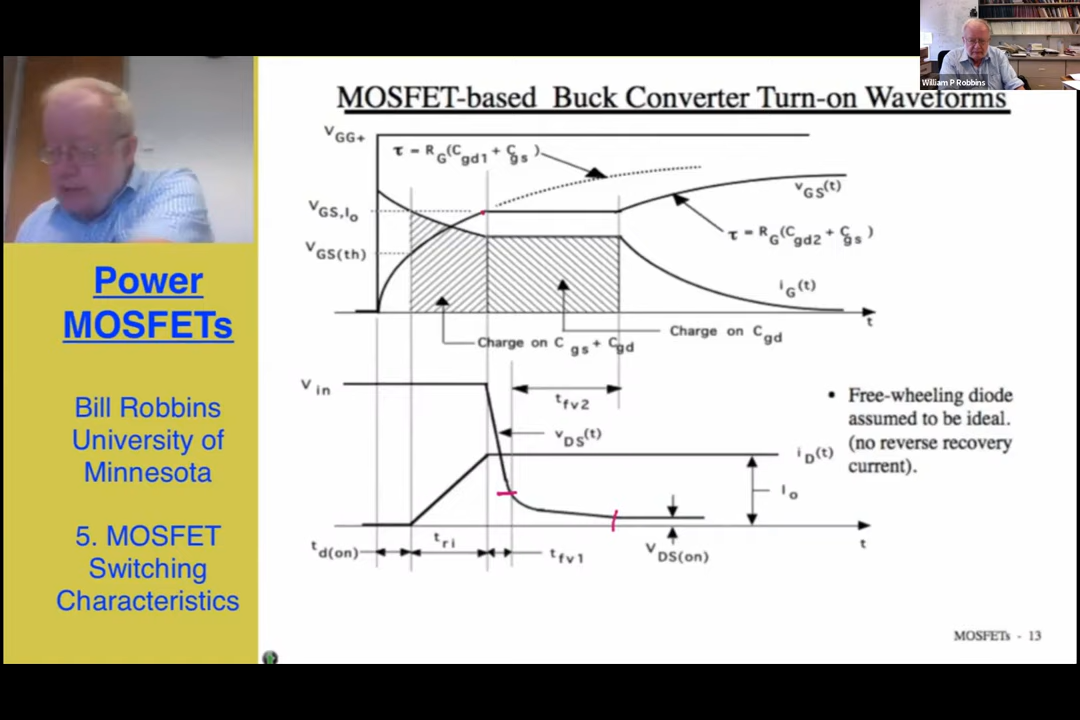 William P Robbins
Power
MOSFETs
Bill Robbins
University of
Minnesota
5. MOSFET
Switching
Characteristics
MOSFET-based Buck Converter Turn-on Waveforms
V GG+
τ = R G (C gd1 + C gs )
V GS,I o
v GS (t)
V GS(th)
τ = R G (C gd2 + C gs )
i G (t)
t
Charge on C gd
Charge on C gs + C gd
V in
t fv2
v DS (t)
• Free-wheeling diode
assumed to be ideal.
(no reverse recovery
current).
i D (t)
I o
t d(on)
t ri
t fv1
V DS(on)
t
MOSFETs - 13